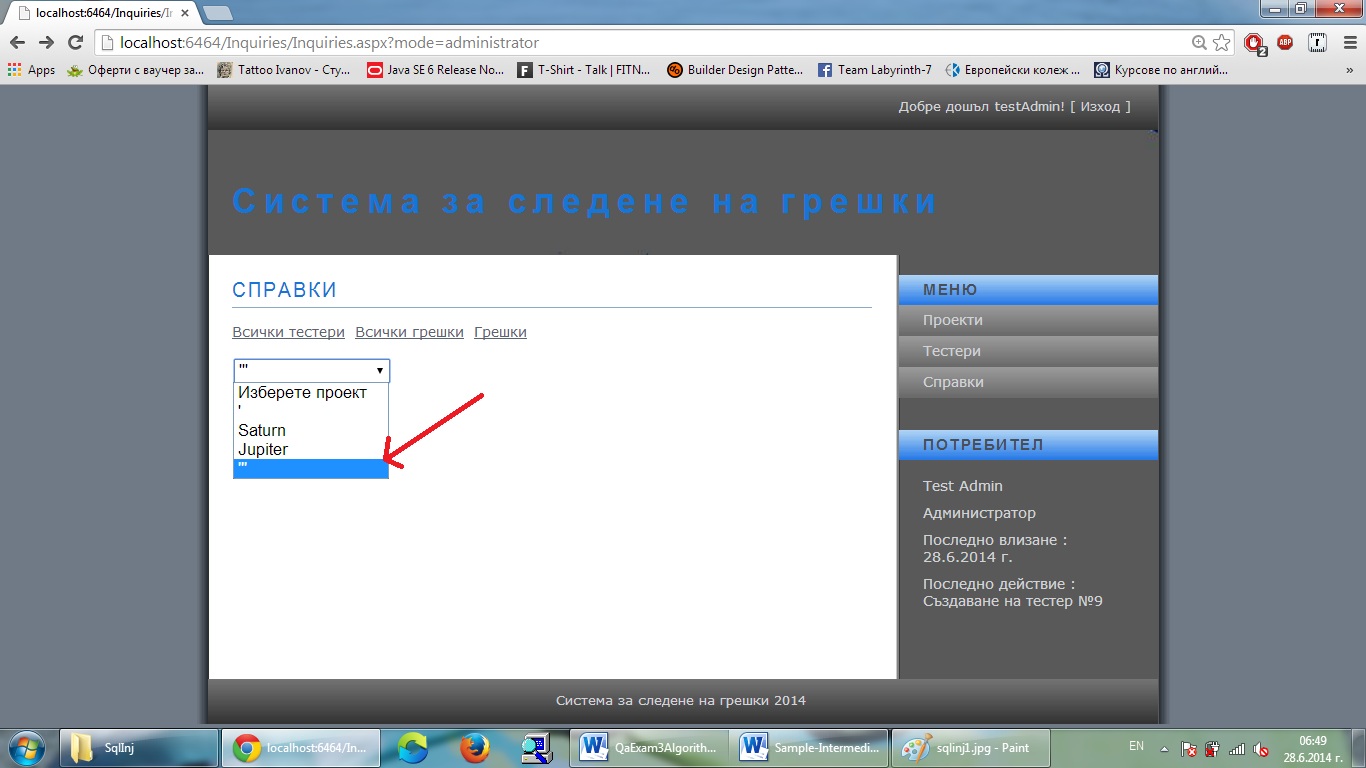 localhost:6464/Inquiries/Ir
localhost:6464/Inquiries/Inquiries.aspx?mode=administrator
2
ABP
Apps
Оферти с ваучер за...
Tattoo Ivanov - Сту...
Java SE 6 Release No...
T-Shirt - Talk | FITN...
Builder Design Patte...
Team Labyrinth-7
Европейски колеж ...
Курсове по англий...
»
Добре дошъл testAdmin! [ Изход ]
Система за следене на грешки
СПРАВКИ
Всички тестери Всички грешки Грешки
'''
Изберете проект
'
Saturn
Jupiter
'''
МЕНЮ
Проекти
Тестери
Справки
ПОТРЕБИТЕЛ
Test Admin
Администратор
Последно влизане :
28.6.2014 г.
Последно действие :
Създаване на тестер №9
Система за следене на грешки 2014
SqlInj
localhost:6464/In...
QaExam3Algorith...
Sample-Intermedi...
sqlinj1.jpg - Paint
EN
06:49
28.6.2014 г.